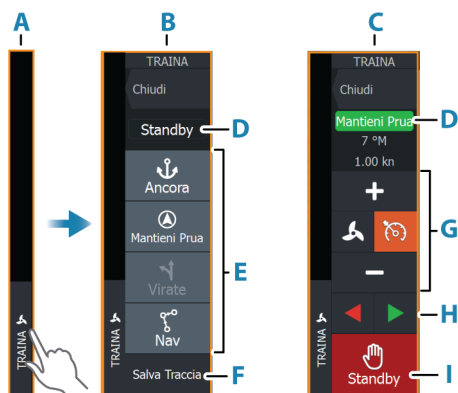 A
B
C
TRAINA
TRAINA
Chiudi
Standby
D
Ancora
Mantieni Prua
Virate
Nav
E
TRAINA
Salva Traccia
F
TRAINA
Chiudi
Mantieni Prua
D
7 °M
1.00 kn
G
H
TRAINA
Standby
I